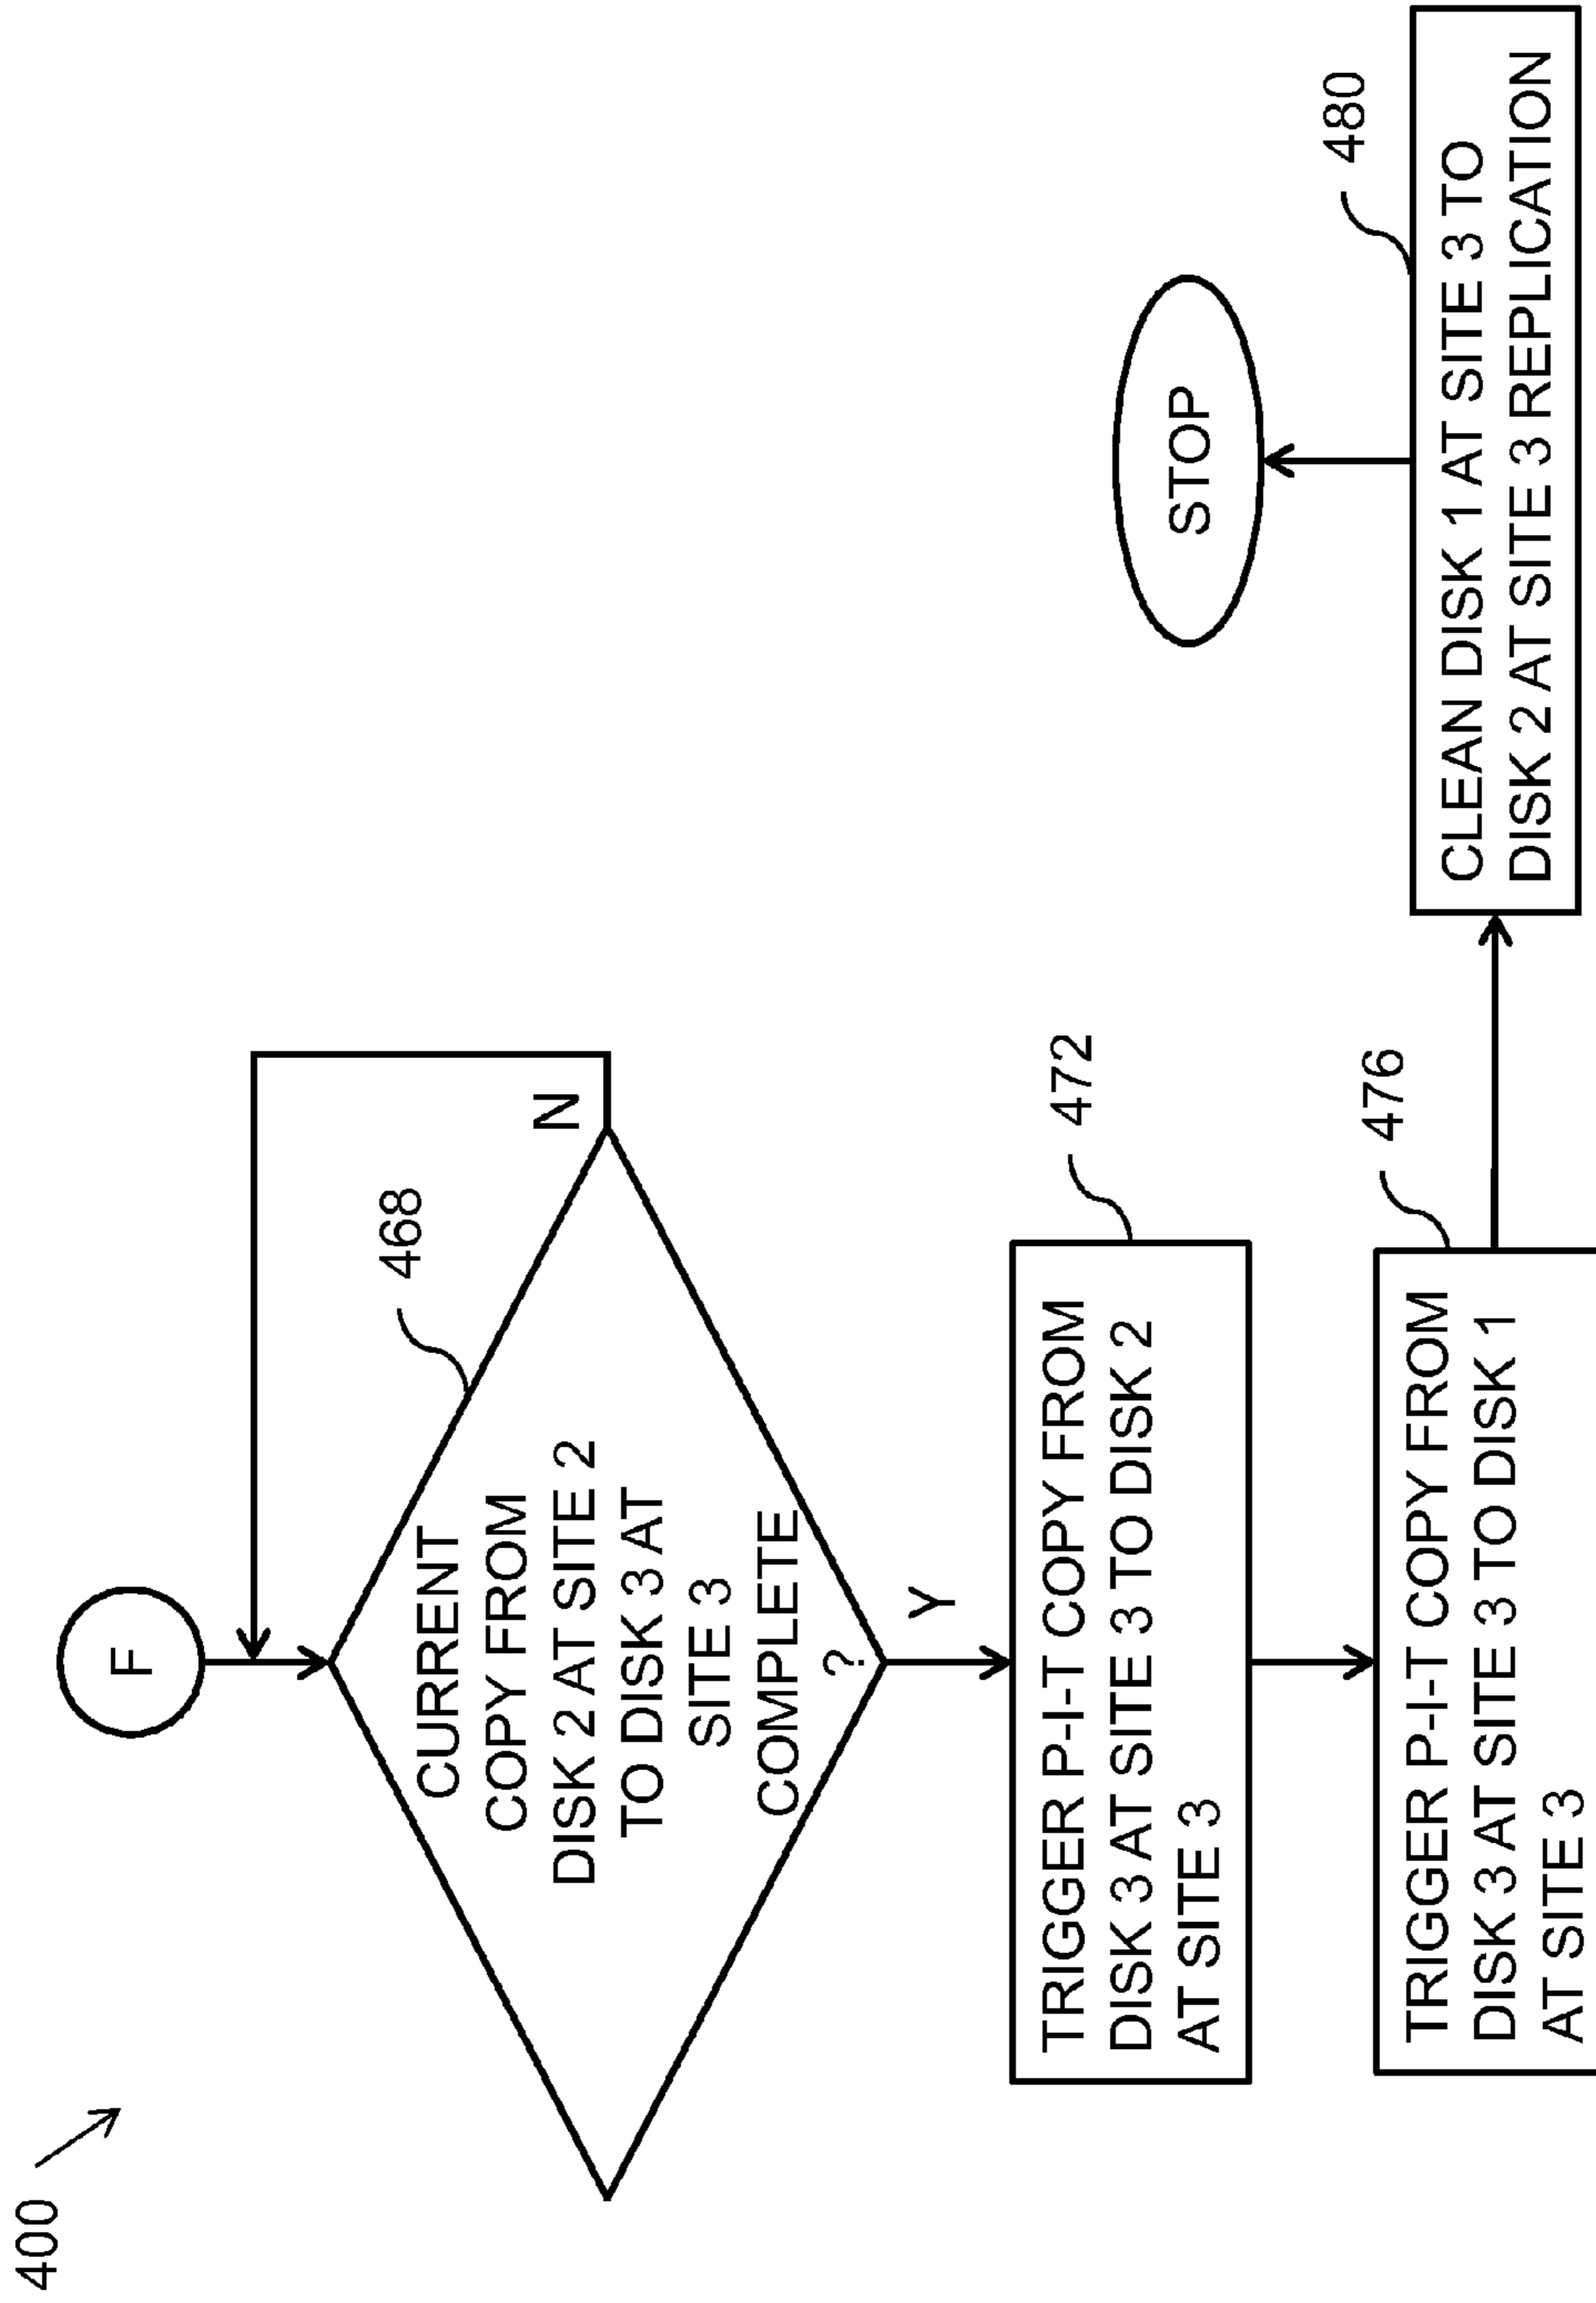 400
F
468
CURRENT
COPY FROM
DISK 2 AT SITE 2
TO DISK 3 AT
SITE 3
COMPLETE
?
N
Y
472
TRIGGER P-I-T COPY FROM
DISK 3 AT SITE 3 TO DISK 2
AT SITE 3
476
TRIGGER P-I-T COPY FROM
DISK 3 AT SITE 3 TO DISK 1
AT SITE 3
STOP
480
CLEAN DISK 1 AT SITE 3 TO
DISK 2 AT SITE 3 REPLICATION